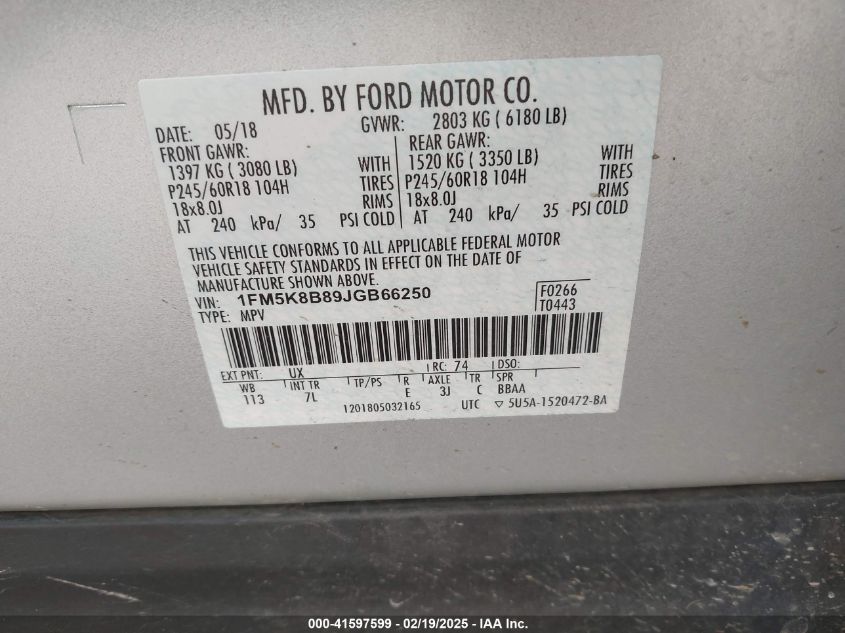 MFD. BY FORD MOTOR CO.
DATE: 05/18 GVWR: 2803 KG ( 6180 LB)
FRONT GAWR: REAR GAWR:
1397 KG ( 3080 LB) WITH 1520 KG ( 3350 LB) WITH
P245/60R18 104H TIRES P245/60R18 104H TIRES
18x8.0J RIMS 18x8.0J RIMS
AT 240 kPa/ 35 PSI COLD AT 240 kPa/ 35 PSI COLD
THIS VEHICLE CONFORMS TO ALL APPLICABLE FEDERAL MOTOR
VEHICLE SAFETY STANDARDS IN EFFECT ON THE DATE OF
MANUFACTURE SHOWN ABOVE.
VIN: 1FM5K8B89JGB66250 F0266
TYPE: MPV T0443
EXT PNT: UX RC: 74 DSO:
WB INT TR TP/PS R AXLE TR SPR
113 7L E 3J C BBAA
1201805032165 UTC ▽ 5U5A-1520472-BA
000-41597599 - 02/19/2025 - IAA Inc.